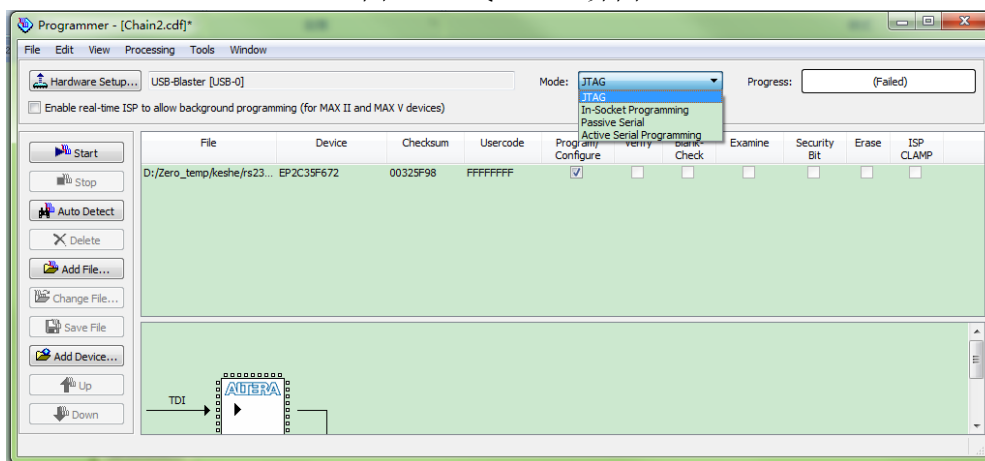 Programmer - [Chain2.cdf]*
File Edit View Processing Tools Window
Hardware Setup... USB-Blaster [USB-0] Mode: JTAG Progress: (Failed)
JTAG
In-Socket Programming
Passive Serial
Active Serial Programming
Enable real-time ISP to allow background programming (for MAX II and MAX V devices)
File Device Checksum Usercode Program/ Configure Verify Blank- Check Examine Security Bit Erase ISP CLAMP
D:/Zero_temp/keshe/rs23... EP2C35F672 00325F98 FFFFFFFF
Start
Stop
Auto Detect
Delete
Add File...
Change File...
Save File
Add Device...
Up
Down
TDI
ALTERA